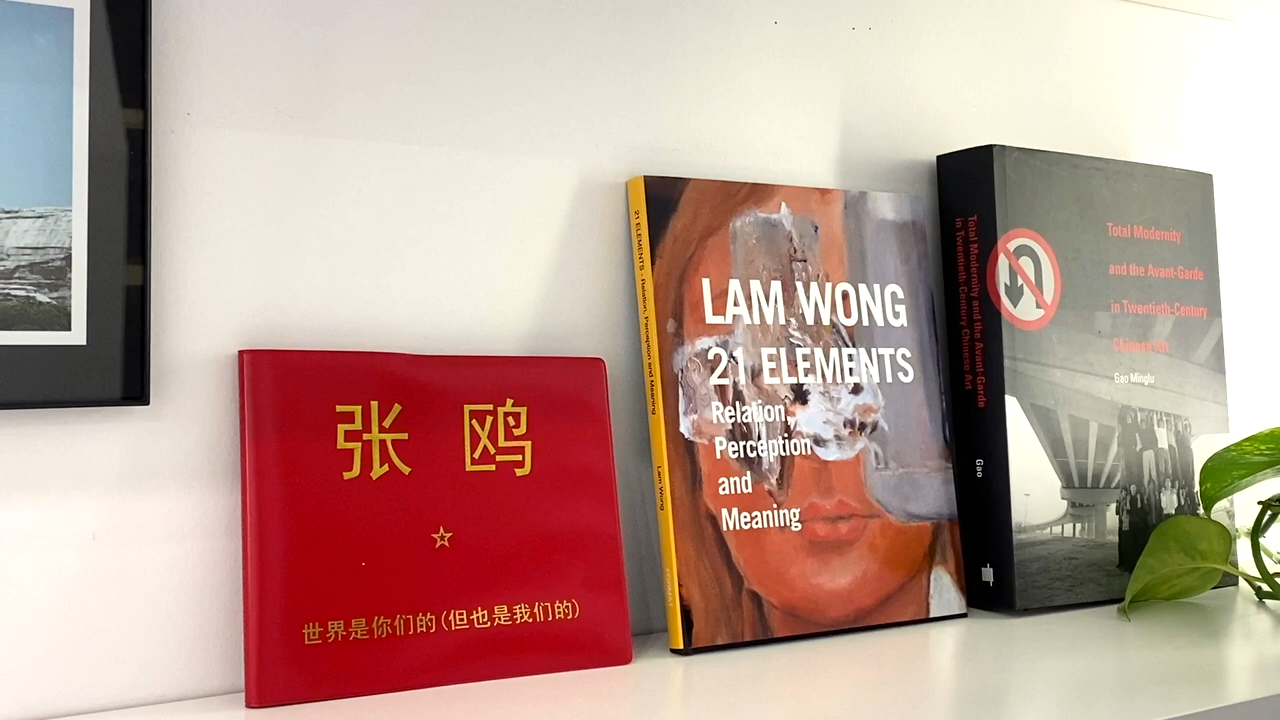 张 鸥
世界是你们的(但也是我们的)
21 ELEMENTS - Relation, Perception and Meaning
Lam Wong
LAM WONG
21 ELEMENTS
Relation,
Perception
and
Meaning
Total Modernity and the Avant-Garde
in Twentieth-Century Chinese Art
Gao
Total Modernity
and the Avant-Garde
in Twentieth-Century
Chinese Art
Gao Minglu